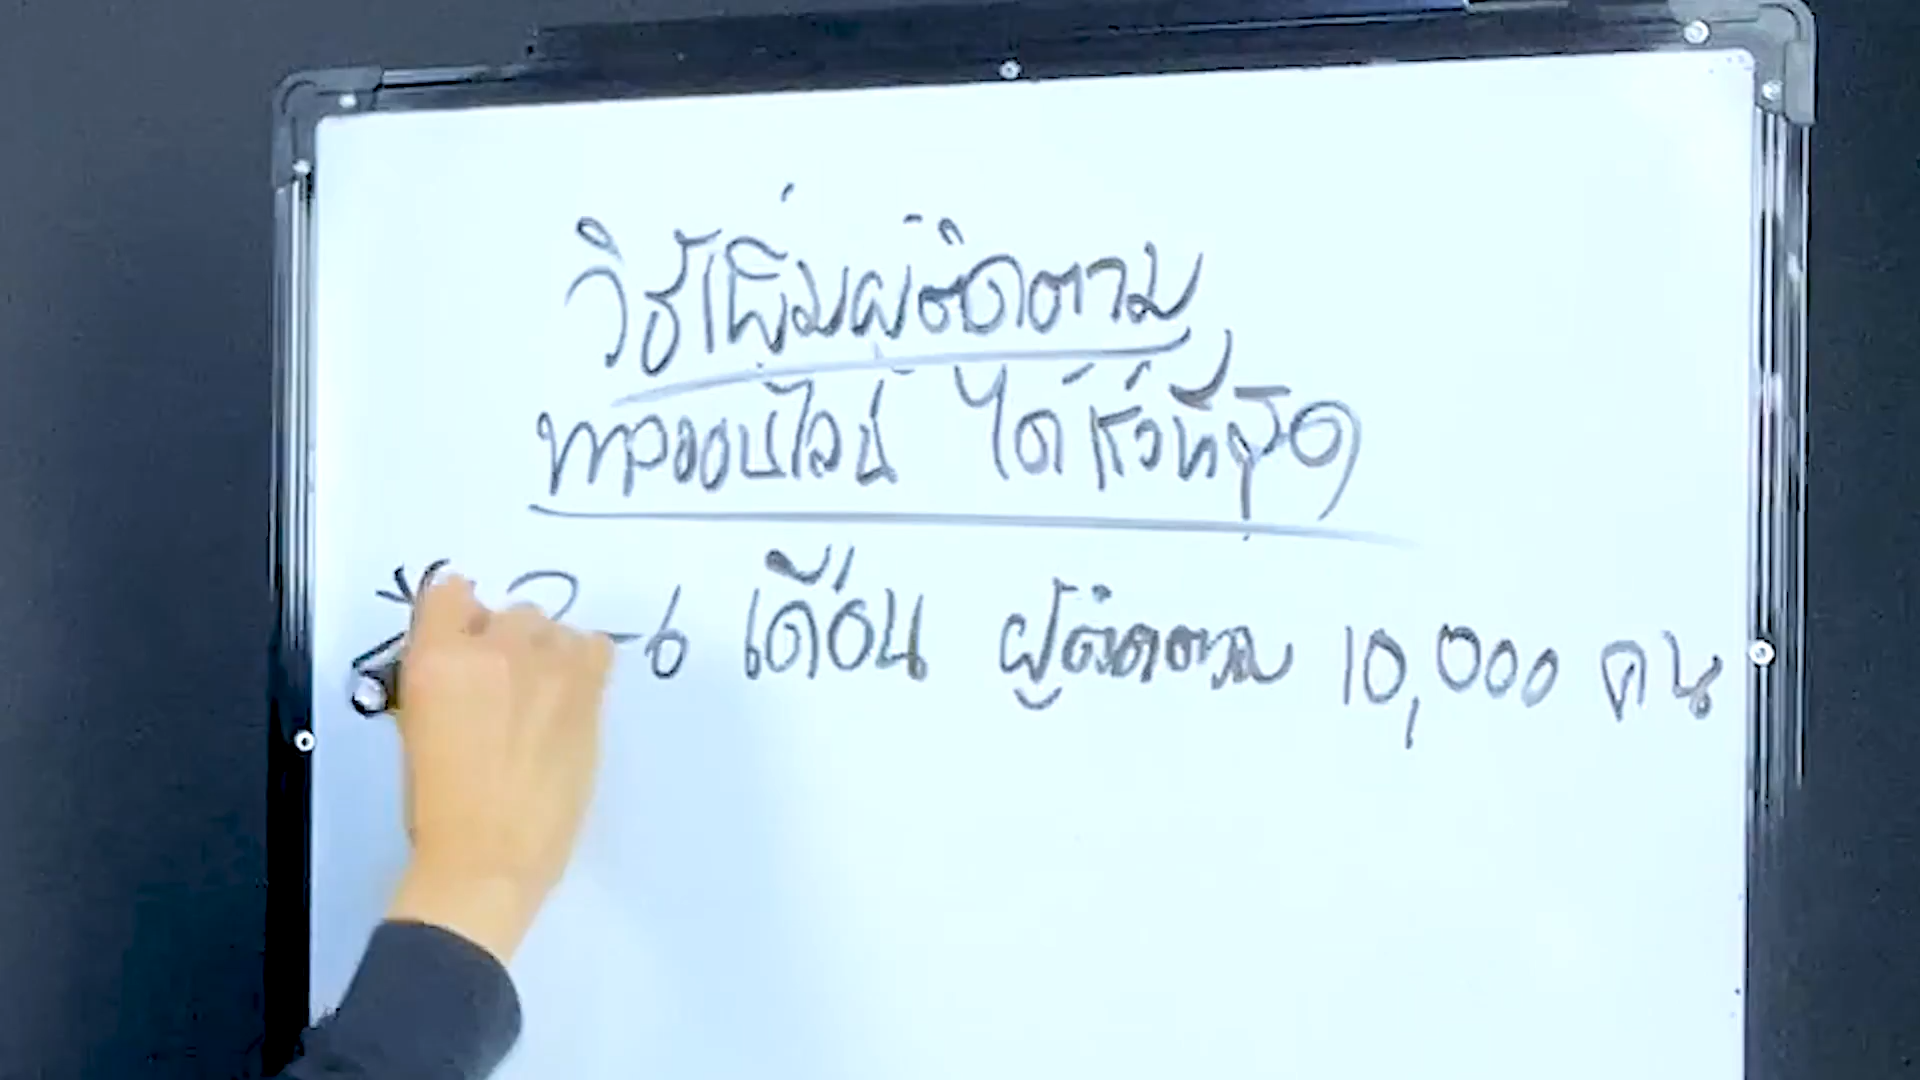 วิธีเพิ่มผู้ติดตาม
ทางออนไลน์ ได้เร็วที่สุด
3-6 เดือน ผู้ติดตาม 10,000 คน